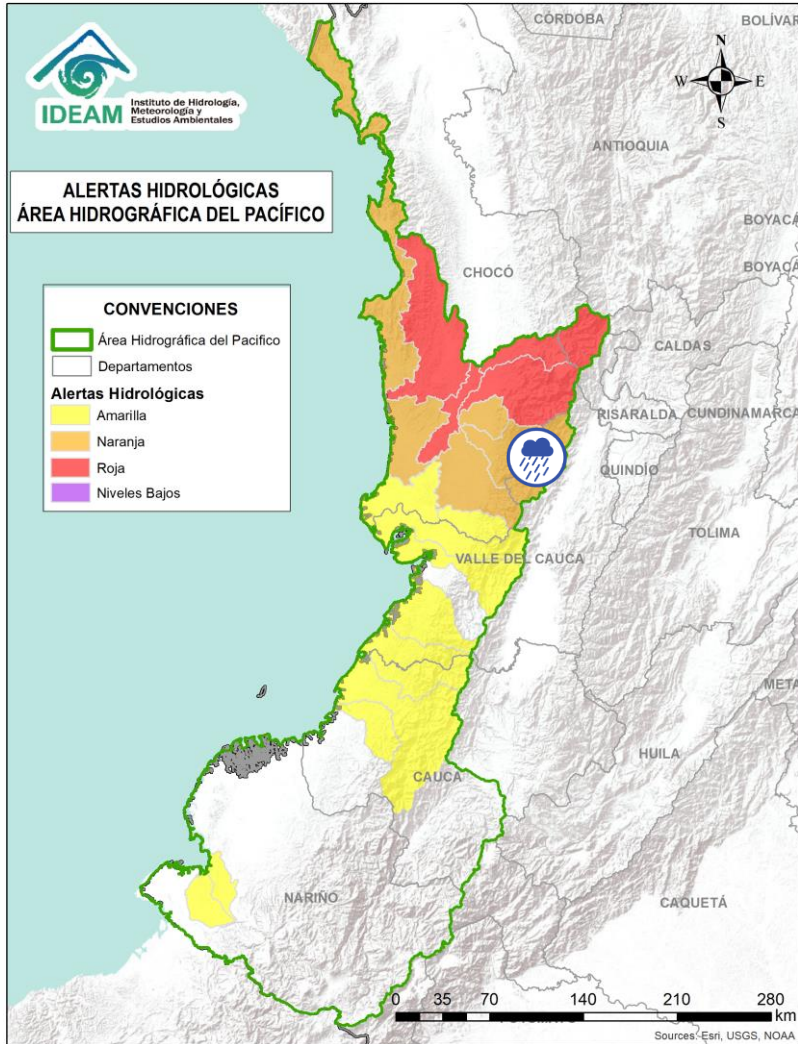 IDEAM
Instituto de Hidrología,
Meteorología y
Estudios Ambientales
ALERTAS HIDROLÓGICAS
ÁREA HIDROGRÁFICA DEL PACÍFICO
CONVENCIONES
Área Hidrográfica del Pacifico
Departamentos
Alertas Hidrológicas
Amarilla
Naranja
Roja
Niveles Bajos
N
W E
S
CÓRDOBA
BOLÍVAR
ANTIOQUIA
BOYACÁ
CHOCÓ
BOYACÁ
CALDAS
RISARALDA
CUNDINAMARCA
QUINDÍO
TOLIMA
VALLE DEL CAUCA
META
HUILA
CAUCA
NARIÑO
CAQUETÁ
0 35 70 140 210 280
km
Sources: Esri, USGS, NOAA